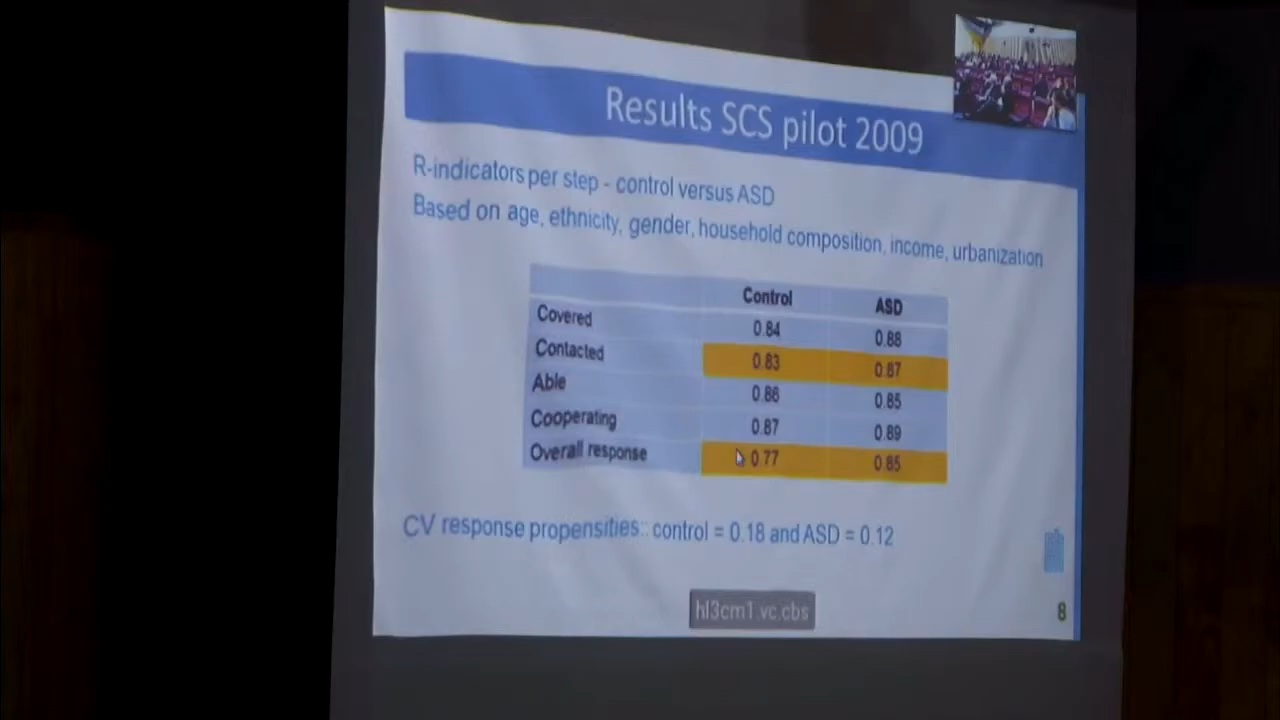 Results SCS pilot 2009
R-indicators per step - control versus ASD
Based on age, ethnicity, gender, household composition, income, urbanization
Control ASD
Covered 0.84 0.88
Contacted 0.83 0.87
Able 0.86 0.85
Cooperating 0.87 0.89
Overall response 0.77 0.85
CV response propensities:: control = 0.18 and ASD = 0.12
hl3cm1.vc.cbs
8